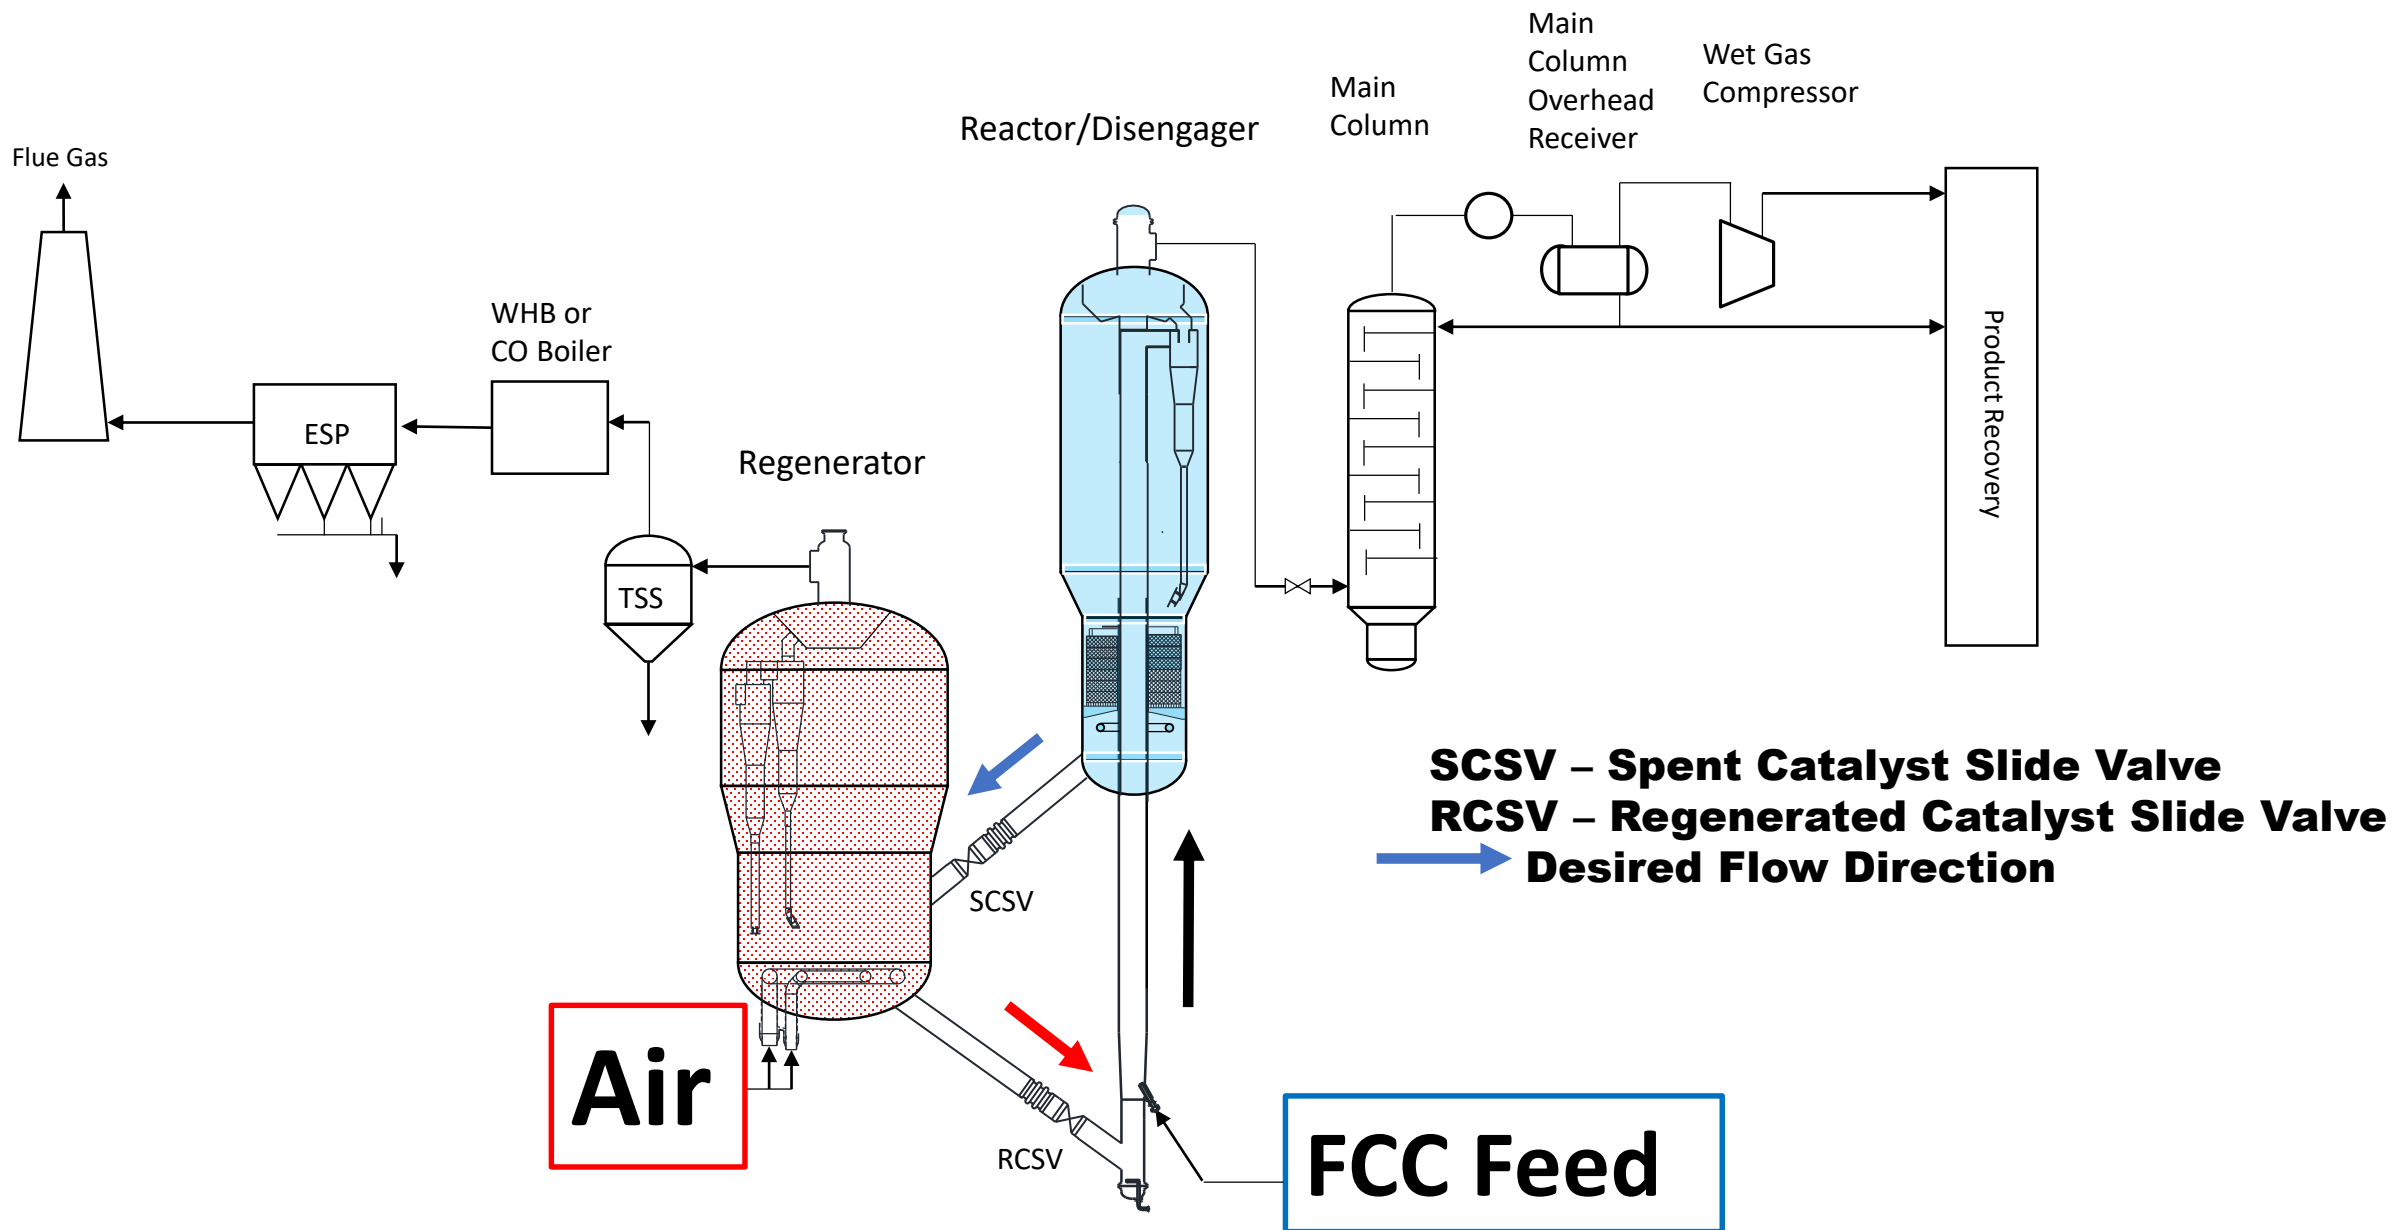 Main
Column
Overhead
Receiver
Wet Gas
Compressor
Main
Column
Reactor/Disengager
Flue Gas
WHB or
CO Boiler
ESP
Regenerator
TSS
Product Recovery
SCSV – Spent Catalyst Slide Valve
RCSV – Regenerated Catalyst Slide Valve
Desired Flow Direction
SCSV
Air
RCSV
FCC Feed